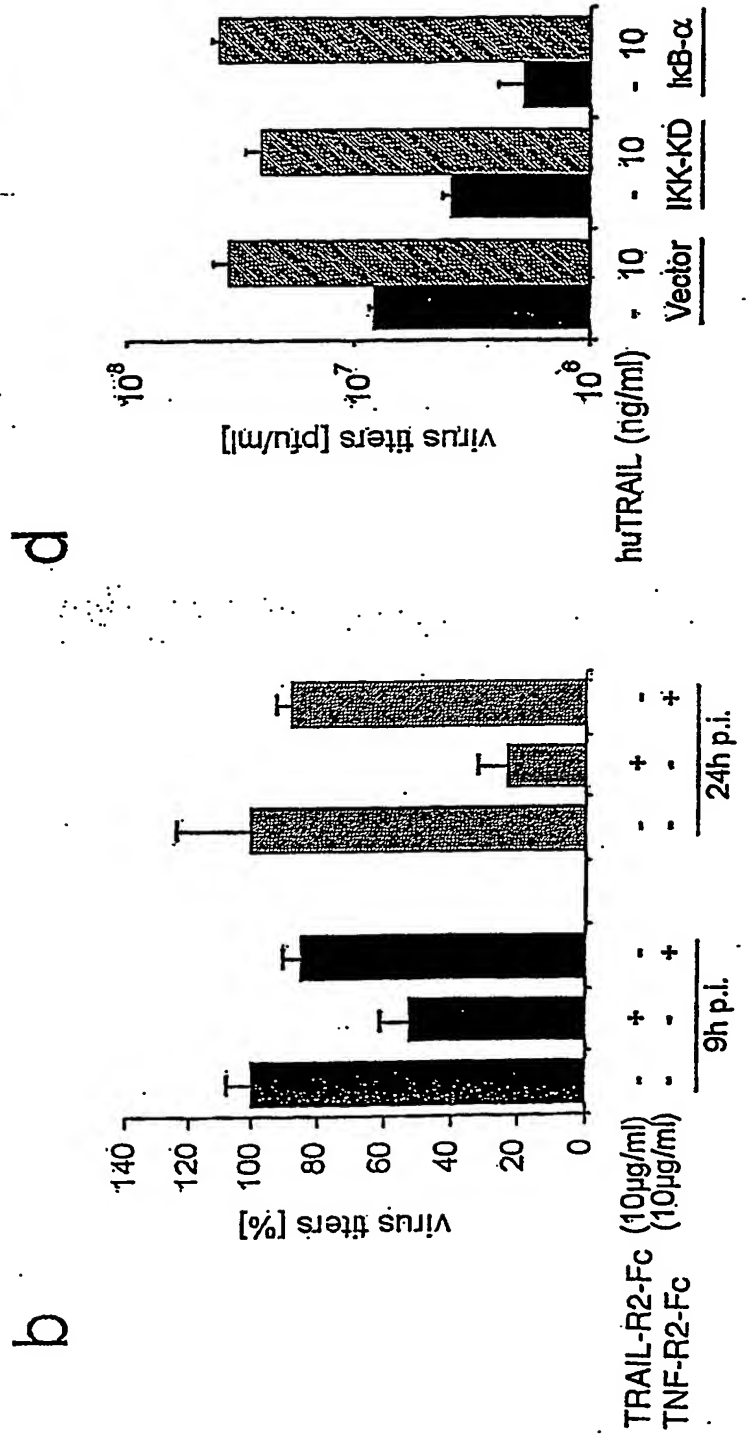 b
virus titers [%]
140
120
100
80
60
40
20
0
TRAIL-R2-Fc (10µg/ml) - + - - + -
TNF-R2-Fc (10µg/ml) - - + - - +
9h p.i. 24h p.i.
d
virus titers [pfu/ml]
10⁸
10⁷
10⁶
huTRAIL (ng/ml) - 10 - 10 - 10
Vector IKK-KD IκB-α